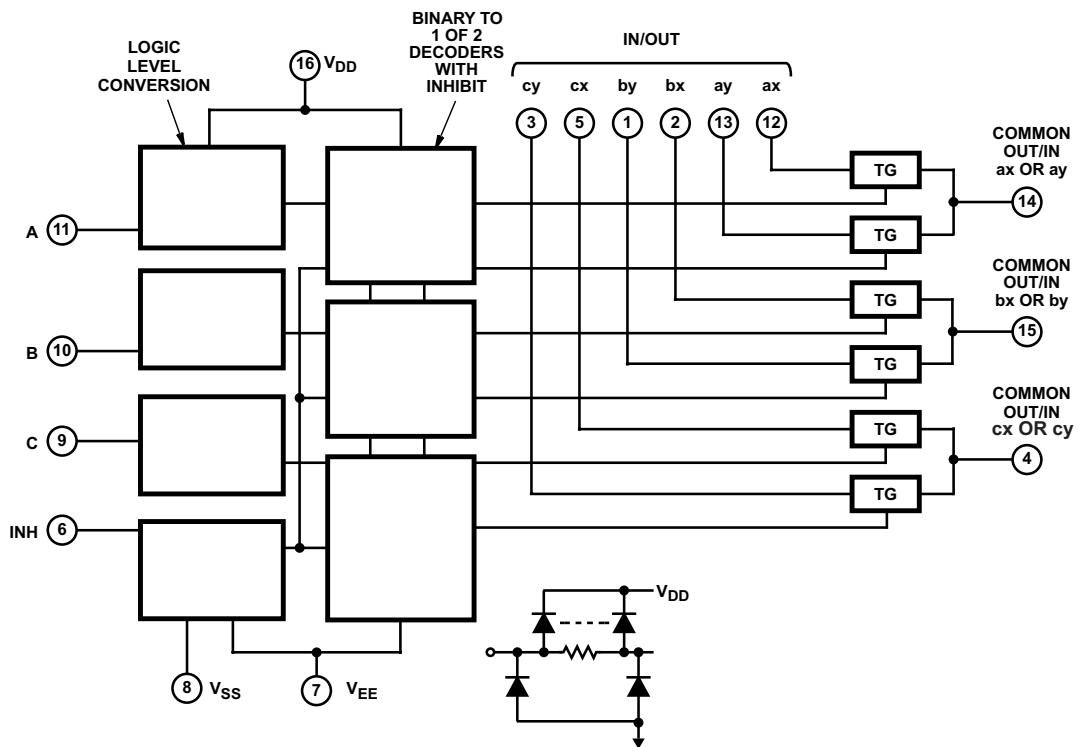 LOGIC
LEVEL
CONVERSION
16 VDD
BINARY TO
1 OF 2
DECODERS
WITH
INHIBIT
IN/OUT
cy cx by bx ay ax
3 5 1 2 13 12
COMMON
OUT/IN
ax OR ay
14
TG
TG
A 11
COMMON
OUT/IN
bx OR by
15
TG
TG
B 10
COMMON
OUT/IN
cx OR cy
4
TG
TG
C 9
INH 6
8 VSS
7 VEE
VDD